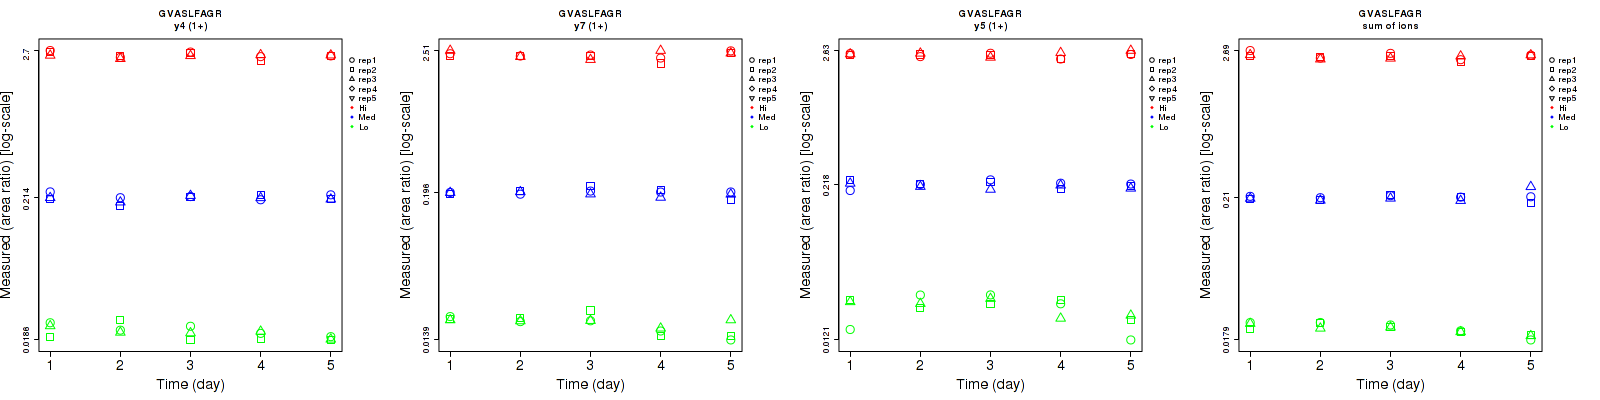 GVASLFAGR
y4 (1+)
Measured (area ratio) [log-scale]
2.7
0.214
0.0186
1 2 3 4 5
Time (day)
rep1
rep2
rep3
rep4
rep5
Hi
Med
Lo
GVASLFAGR
y7 (1+)
Measured (area ratio) [log-scale]
2.51
0.198
0.0139
1 2 3 4 5
Time (day)
rep1
rep2
rep3
rep4
rep5
Hi
Med
Lo
GVASLFAGR
y5 (1+)
Measured (area ratio) [log-scale]
2.63
0.218
0.0121
1 2 3 4 5
Time (day)
rep1
rep2
rep3
rep4
rep5
Hi
Med
Lo
GVASLFAGR
sum of ions
Measured (area ratio) [log-scale]
2.69
0.21
0.0179
1 2 3 4 5
Time (day)
rep1
rep2
rep3
rep4
rep5
Hi
Med
Lo